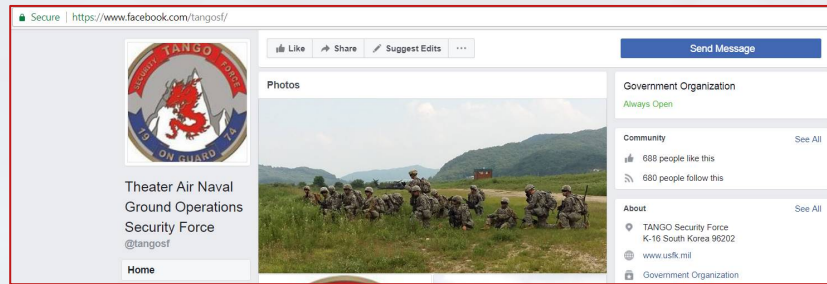 Secure | https://www.facebook.com/tangosf/
TANGO
SECURITY FORCE
19 74
ON GUARD
Theater Air Naval
Ground Operations
Security Force
@tangosf
Home
Like Share Suggest Edits ...
Photos
Send Message
Government Organization
Always Open
Community See All
688 people like this
680 people follow this
About See All
TANGO Security Force
K-16 South Korea 96202
www.usfk.mil
Government Organization